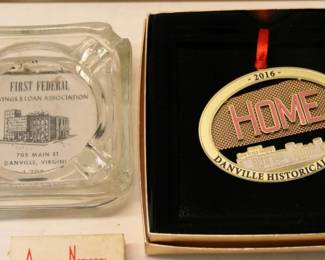 FIRST FEDERAL
SAVINGS & LOAN ASSOCIATION
705 MAIN ST.
DANVILLE, VIRGINI
2016
HOME
DANVILLE HISTORICAL